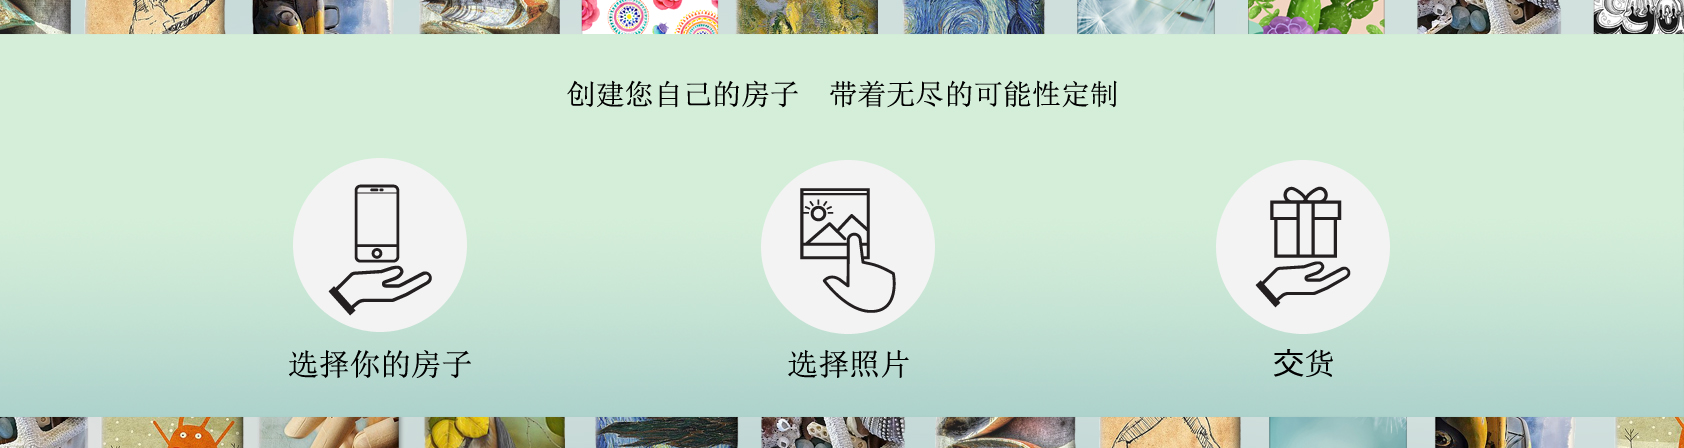 创建您自己的房子 带着无尽的可能性定制
选择你的房子
选择照片
交货